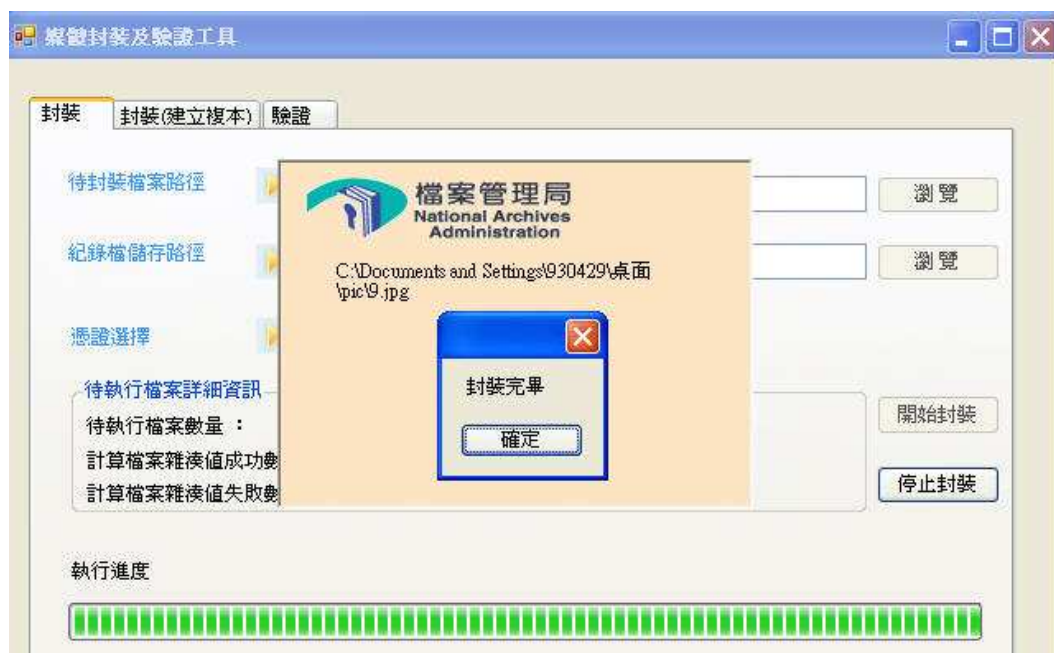 媒體封裝及驗證工具
封裝
封裝(建立複本)
驗證
待封裝檔案路徑
瀏覽
檔案管理局
National Archives
Administration
紀錄檔儲存路徑
瀏覽
C:\Documents and Settings\930429\桌面
\pic\9.jpg
憑證選擇
封裝完畢
確定
待執行檔案詳細資訊
待執行檔案數量 :
開始封裝
計算檔案雜湊值成功數
計算檔案雜湊值失敗數
停止封裝
執行進度